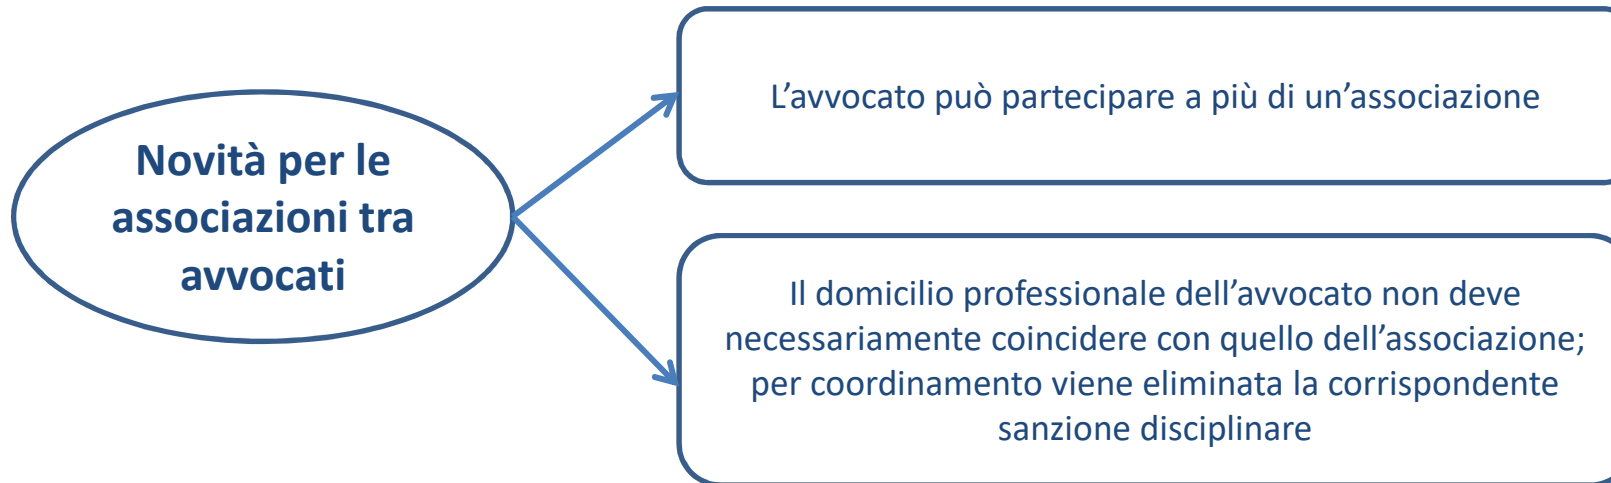 Novità per le
associazioni tra
avvocati
L’avvocato può partecipare a più di un’associazione
Il domicilio professionale dell’avvocato non deve
necessariamente coincidere con quello dell’associazione;
per coordinamento viene eliminata la corrispondente
sanzione disciplinare